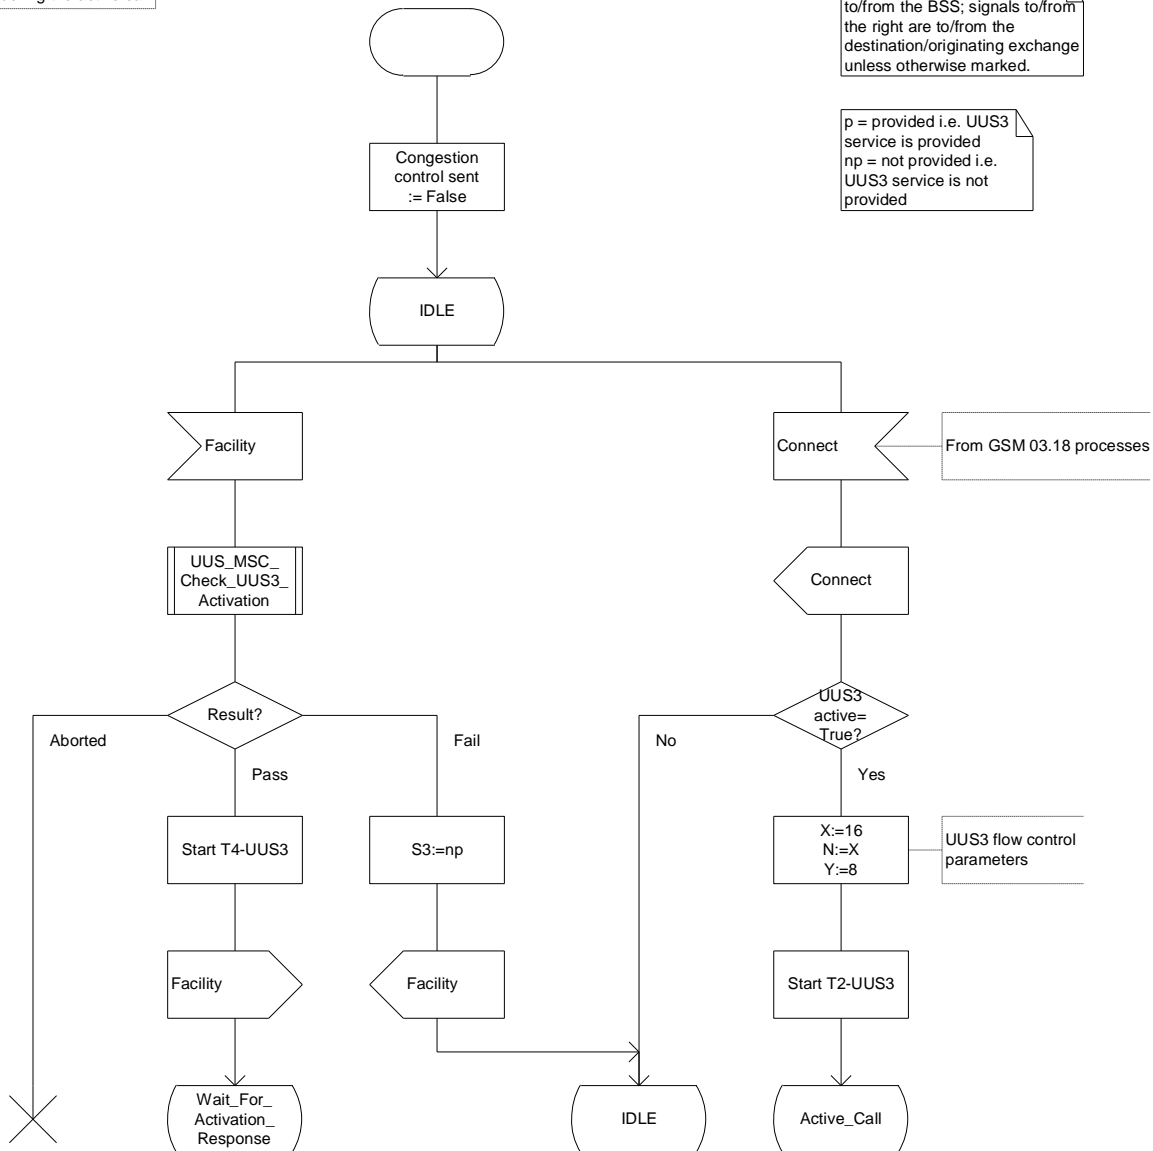 to/from the BSS; signals to/from
the right are to/from the
destination/originating exchange
unless otherwise marked.
p = provided i.e. UUS3
service is provided
np = not provided i.e.
UUS3 service is not
provided
Congestion
control sent
:= False
IDLE
Facility
Connect
From GSM 03.18 processes
UUS_MSC_
Check_UUS3_
Activation
Connect
Result?
UUS3
active=
True?
Aborted
Fail
No
Pass
Yes
Start T4-UUS3
S3:=np
X:=16
N:=X
Y:=8
UUS3 flow control
parameters
Facility
Facility
Start T2-UUS3
Wait_For_
Activation_
Response
IDLE
Active_Call